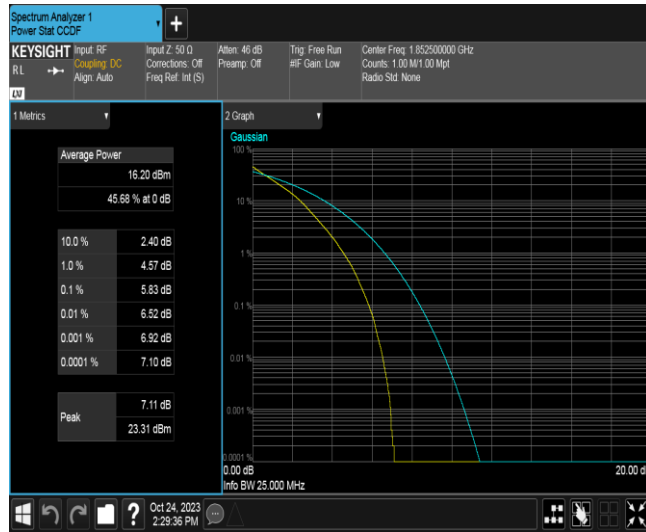 Spectrum Analyzer 1
Power Stat CCDF
+
KEYSIGHT
RL
LXI
Input: RF
Coupling: DC
Align: Auto
Input Z: 50 Ω
Corrections: Off
Freq Ref: Int (S)
Atten: 46 dB
Preamp: Off
Trig: Free Run
#IF Gain: Low
Center Freq: 1.852500000 GHz
Counts: 1.00 M/1.00 Mpt
Radio Std: None
1 Metrics
Average Power
16.20 dBm
45.68 % at 0 dB
10.0 % 2.40 dB
1.0 % 4.57 dB
0.1 % 5.83 dB
0.01 % 6.52 dB
0.001 % 6.92 dB
0.0001 % 7.10 dB
Peak
7.11 dB
23.31 dBm
2 Graph
Gaussian
100 %
10 %
1 %
0.1 %
0.01 %
0.001 %
0.0001 %
0.00 dB
20.00 d
Info BW 25.000 MHz
?
Oct 24, 2023
2:29:36 PM